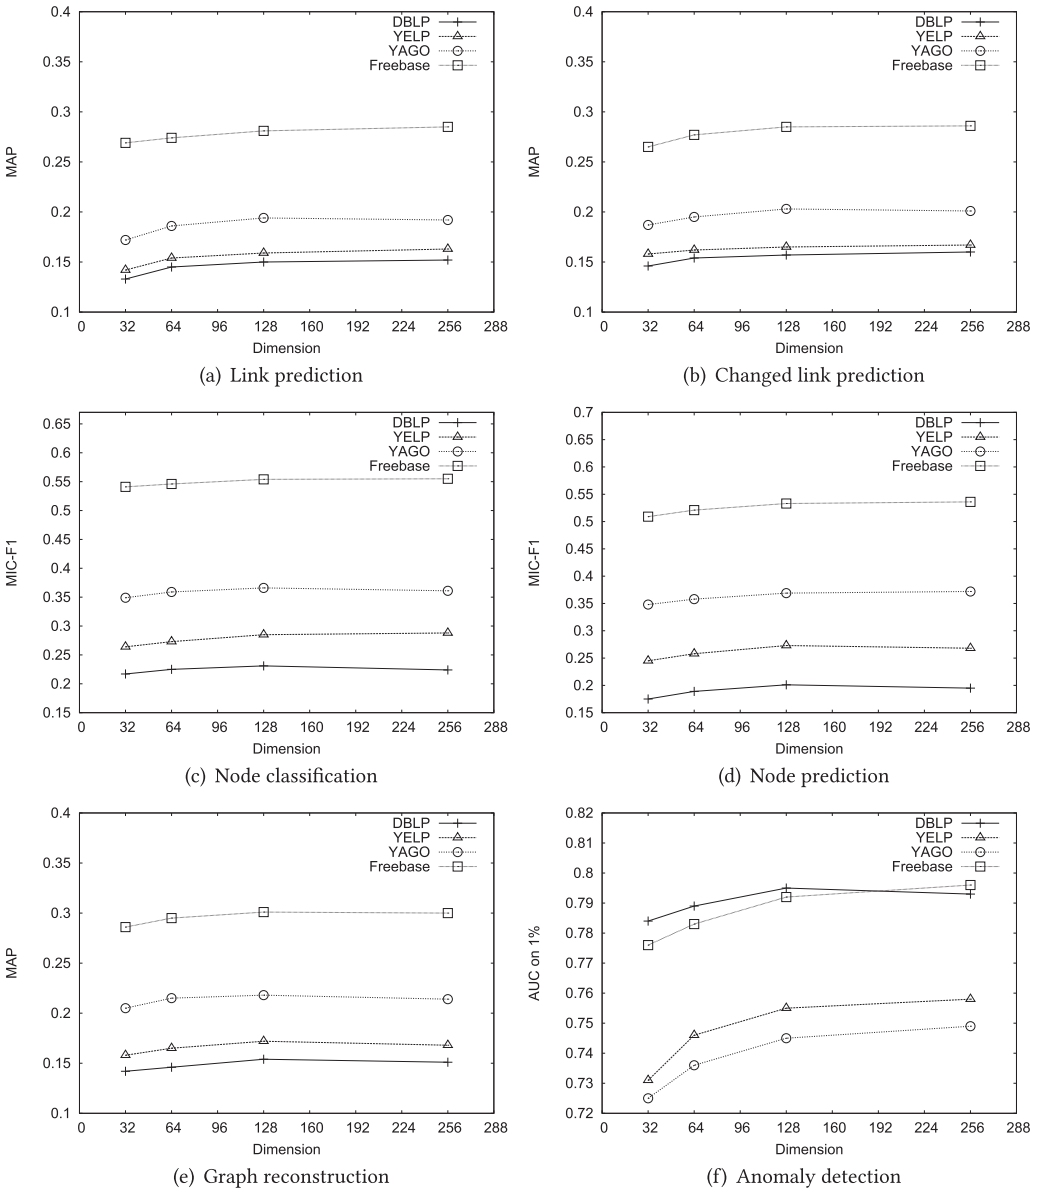 0.4
0.35
0.3
0.25
0.2
0.15
0.1
MAP
DBLP
YELP
YAGO
Freebase
0 32 64 96 128 160 192 224 256 288
Dimension
(a) Link prediction
0.4
0.35
0.3
0.25
0.2
0.15
0.1
MAP
DBLP
YELP
YAGO
Freebase
0 32 64 96 128 160 192 224 256 288
Dimension
(b) Changed link prediction
0.65
0.6
0.55
0.5
0.45
0.4
0.35
0.3
0.25
0.2
0.15
MIC-F1
DBLP
YELP
YAGO
Freebase
0 32 64 96 128 160 192 224 256 288
Dimension
(c) Node classification
0.7
0.65
0.6
0.55
0.5
0.45
0.4
0.35
0.3
0.25
0.2
0.15
MIC-F1
DBLP
YELP
YAGO
Freebase
0 32 64 96 128 160 192 224 256 288
Dimension
(d) Node prediction
0.4
0.35
0.3
0.25
0.2
0.15
0.1
MAP
DBLP
YELP
YAGO
Freebase
0 32 64 96 128 160 192 224 256 288
Dimension
(e) Graph reconstruction
0.82
0.81
0.8
0.79
0.78
0.77
0.76
0.75
0.74
0.73
0.72
AUC on 1%
DBLP
YELP
YAGO
Freebase
0 32 64 96 128 160 192 224 256 288
Dimension
(f) Anomaly detection